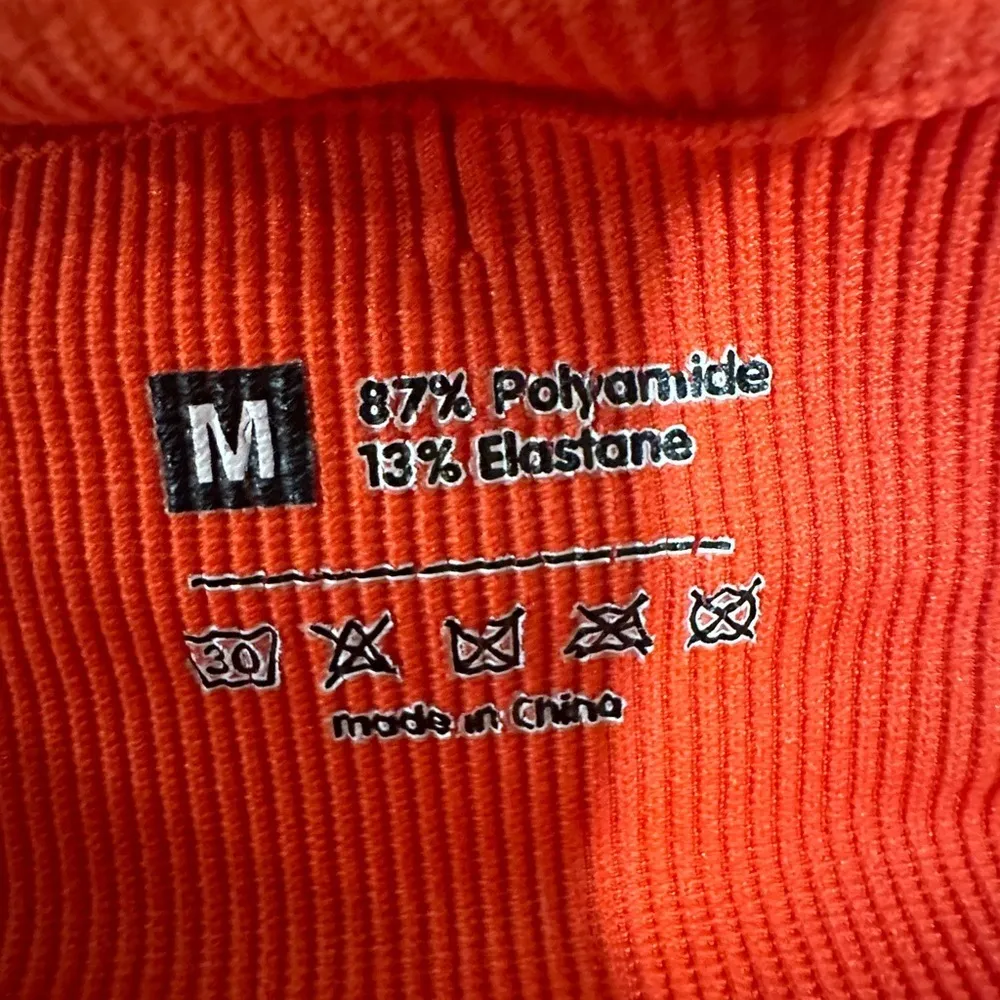 M
87% Polyamide
13% Elastane
30
made in China